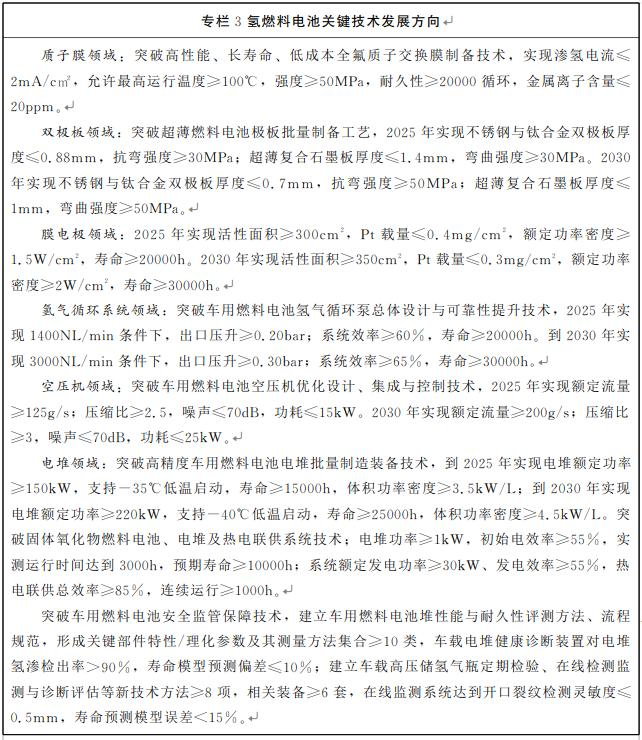 专栏 3 氢燃料电池关键技术发展方向↵
质子膜领域：突破高性能、长寿命、低成本全氟质子交换膜制备技术，实现渗氢电流≤
2mA/c㎡，允许最高运行温度≥100℃，强度≥50MPa，耐久性≥20000 循环，金属离子含量≤
20ppm。↵
双极板领域：突破超薄燃料电池极板批量制备工艺，2025 年实现不锈钢与钛合金双极板厚
度≤0.88mm，抗弯强度≥30MPa；超薄复合石墨板厚度≤1.4mm，弯曲强度≥30MPa。2030
年实现不锈钢与钛合金双极板厚度≤0.7mm，抗弯强度≥50MPa；超薄复合石墨板厚度≤
1mm，弯曲强度≥50MPa。↵
膜电极领域：2025 年实现活性面积≥300cm²，Pt 载量≤0.4mg/cm²，额定功率密度≥
1.5W/cm²，寿命≥20000h。2030 年实现活性面积≥350cm²，Pt 载量≤0.3mg/cm²，额定功率
密度≥2W/cm²，寿命≥30000h。↵
氢气循环系统领域：突破车用燃料电池氢气循环泵总体设计与可靠性提升技术，2025 年实
现 1400NL/min 条件下，出口压升≥0.20bar；系统效率≥60%，寿命≥20000h。到 2030 年实
现 3000NL/min 条件下，出口压升≥0.30bar；系统效率≥65%，寿命≥30000h。↵
空压机领域：突破车用燃料电池空压机优化设计、集成与控制技术，2025 年实现额定流量
≥125g/s；压缩比≥2.5，噪声≤70dB，功耗≤15kW。2030 年实现额定流量≥200g/s；压缩比
≥3，噪声≤70dB，功耗≤25kW。↵
电堆领域：突破高精度车用燃料电池电堆批量制造装备技术，到 2025 年实现电堆额定功率
≥150kW，支持－35℃低温启动，寿命≥15000h，体积功率密度≥3.5kW/L；到 2030 年实现
电堆额定功率≥220kW，支持－40℃低温启动，寿命≥25000h，体积功率密度≥4.5kW/L。突
破固体氧化物燃料电池、电堆及热电联供系统技术；电堆功率≥1kW，初始电效率≥55%，实
测运行时间达到 3000h，预期寿命≥10000h；系统额定发电功率≥30kW、发电效率≥55%，热
电联供总效率≥85%，连续运行≥1000h。↵
突破车用燃料电池安全监管保障技术，建立车用燃料电池堆性能与耐久性评测方法、流程
规范，形成关键部件特性/理化参数及其测量方法集合≥10 类，车载电堆健康诊断装置对电堆
氢渗检出率＞90%，寿命模型预测偏差≤10%；建立车载高压储氢气瓶定期检验、在线检测监
测与诊断评估等新技术方法≥8 项，相关装备≥6 套，在线监测系统达到开口裂纹检测灵敏度≤
0.5mm，寿命预测模型误差＜15%。↵